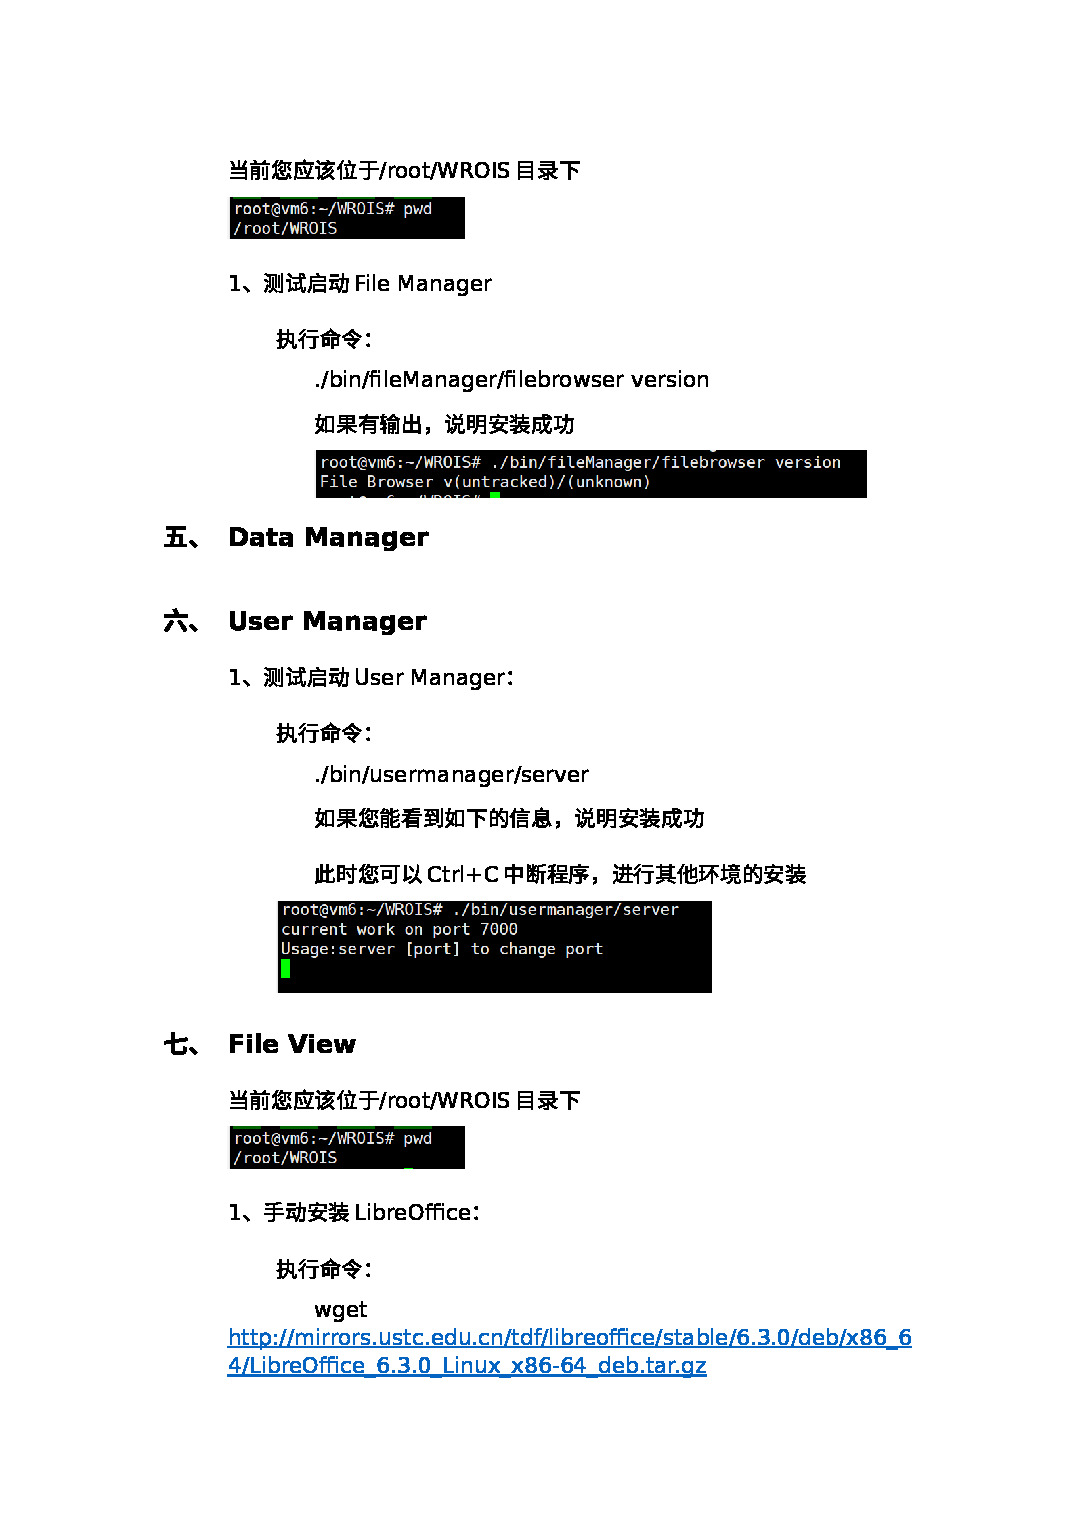 当前您应该位于/root/WROIS 目录下
root@vm6:~/WROIS# pwd
/root/WROIS
1、测试启动 File Manager
执行命令：
./bin/fileManager/filebrowser version
如果有输出，说明安装成功
root@vm6:~/WROIS# ./bin/fileManager/filebrowser version
File Browser v(untracked)/(unknown)
五、 Data Manager
六、 User Manager
1、测试启动 User Manager：
执行命令：
./bin/usermanager/server
如果您能看到如下的信息，说明安装成功
此时您可以 Ctrl+C 中断程序，进行其他环境的安装
root@vm6:~/WROIS# ./bin/usermanager/server
current work on port 7000
Usage:server [port] to change port
七、 File View
当前您应该位于/root/WROIS 目录下
root@vm6:~/WROIS# pwd
/root/WROIS
1、手动安装 LibreOffice：
执行命令：
wget
http://mirrors.ustc.edu.cn/tdf/libreoffice/stable/6.3.0/deb/x86_6
4/LibreOffice_6.3.0_Linux_x86-64_deb.tar.gz